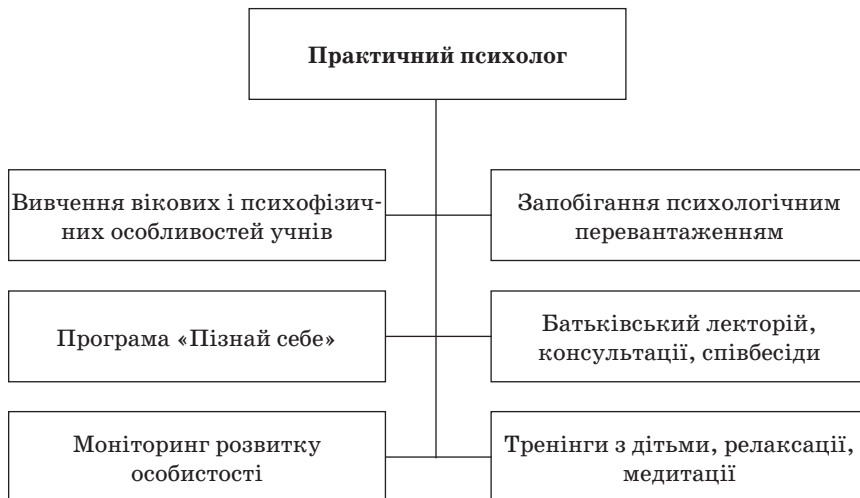 Практичний психолог
Вивчення вікових і психофізич-
них особливостей учнів
Запобігання психологічним
перевантаженням
Програма «Пізнай себе»
Батьківський лекторій,
консультації, співбесіди
Моніторинг розвитку
особистості
Тренінги з дітьми, релаксації,
медитації